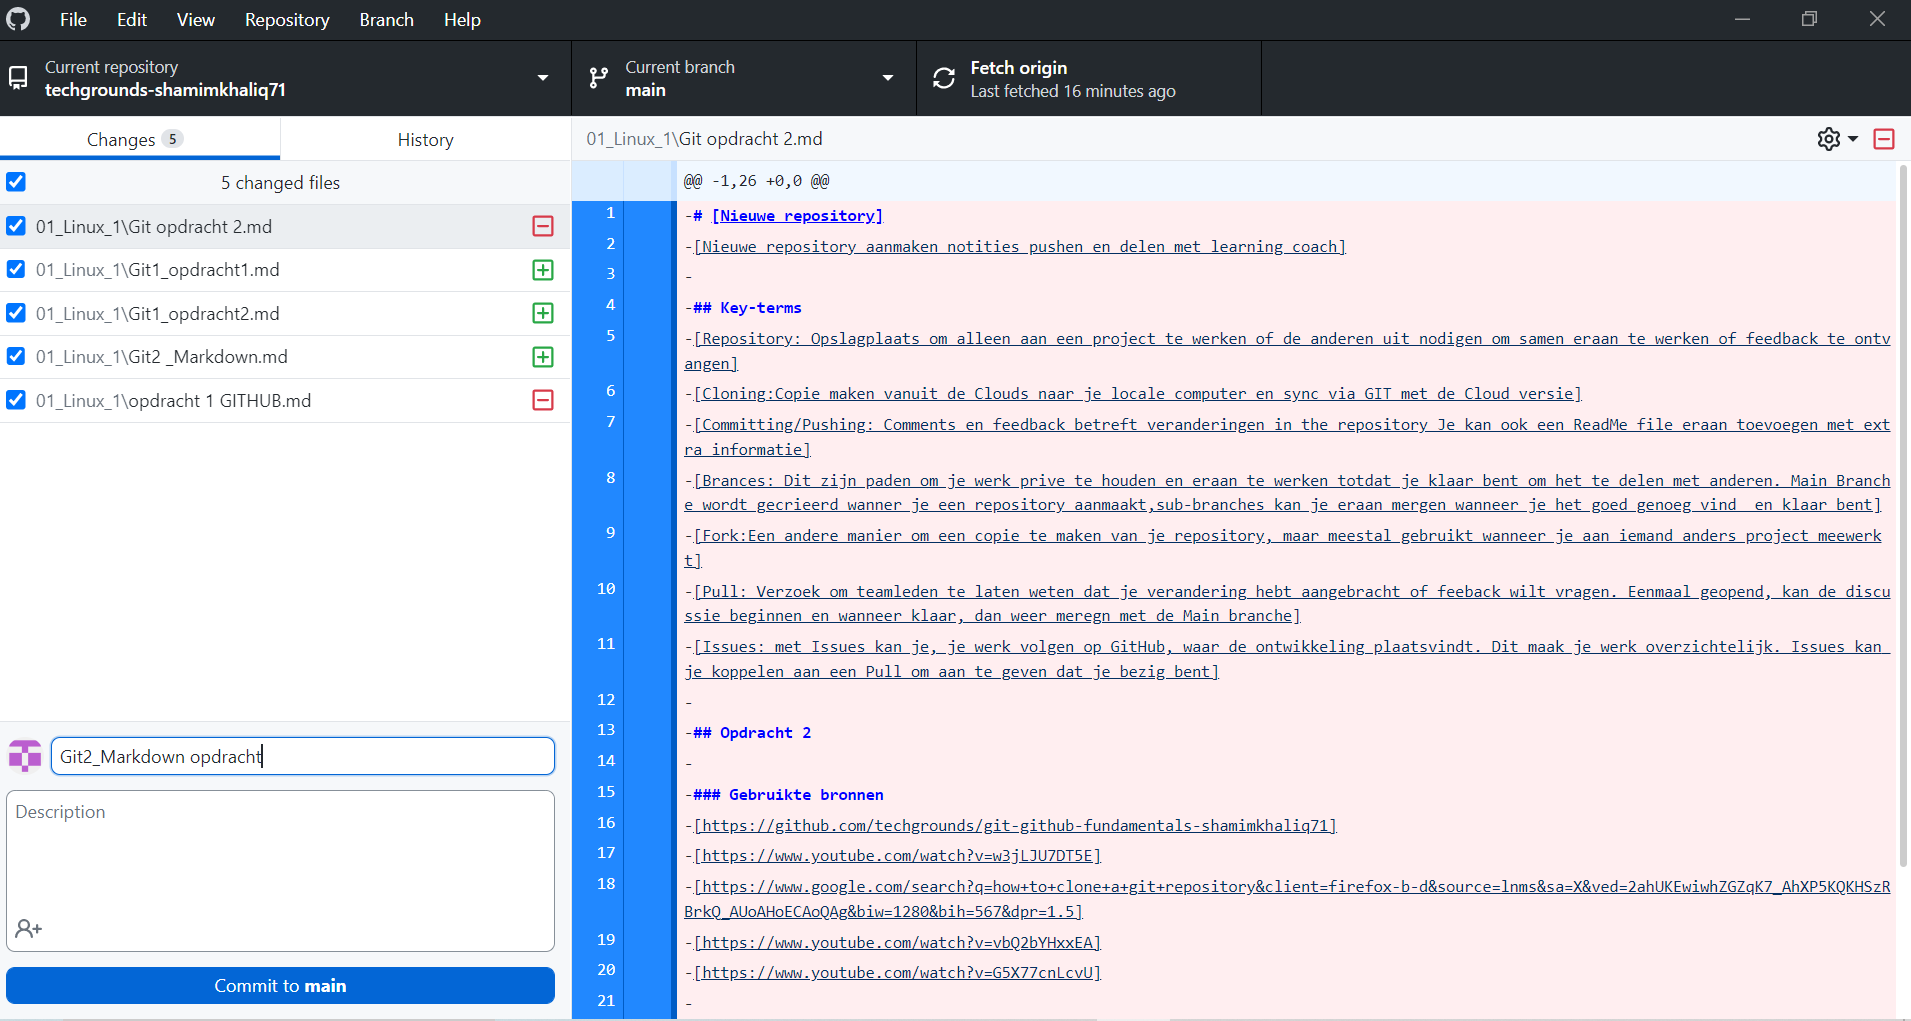 File Edit View Repository Branch Help
Current repository
techgrounds-shamimkhaliq71
Current branch
main
Fetch origin
Last fetched 16 minutes ago
Changes 5
History
01_Linux_1\Git opdracht 2.md
5 changed files
01_Linux_1\Git opdracht 2.md
01_Linux_1\Git1_opdracht1.md
01_Linux_1\Git1_opdracht2.md
01_Linux_1\Git2 _Markdown.md
01_Linux_1\opdracht 1 GITHUB.md
Git2_Markdown opdracht
Description
Commit to main
@@ -1,26 +0,0 @@
1 -# [Nieuwe repository]
2 -[Nieuwe repository aanmaken notities pushen en delen met learning coach]
3 -
4 -## Key-terms
5 -[Repository: Opslagplaats om alleen aan een project te werken of de anderen uit nodigen om samen eraan te werken of feedback te ontv
angen]
6 -[Cloning:Copie maken vanuit de Clouds naar je locale computer en sync via GIT met de Cloud versie]
7 -[Committing/Pushing: Comments en feedback betreft veranderingen in the repository Je kan ook een ReadMe file eraan toevoegen met ext
ra informatie]
8 -[Brances: Dit zijn paden om je werk prive te houden en eraan te werken totdat je klaar bent om het te delen met anderen. Main Branch
e wordt gecrieerd wanner je een repository aanmaakt,sub-branches kan je eraan mergen wanneer je het goed genoeg vind  en klaar bent]
9 -[Fork:Een andere manier om een copie te maken van je repository, maar meestal gebruikt wanneer je aan iemand anders project meewerk
t]
10 -[Pull: Verzoek om teamleden te laten weten dat je verandering hebt aangebracht of feeback wilt vragen. Eenmaal geopend, kan de discu
ssie beginnen en wanneer klaar, dan weer meregn met de Main branche]
11 -[Issues: met Issues kan je, je werk volgen op GitHub, waar de ontwikkeling plaatsvindt. Dit maak je werk overzichtelijk. Issues kan
je koppelen aan een Pull om aan te geven dat je bezig bent]
12 -
13 -## Opdracht 2
14 -
15 -### Gebruikte bronnen
16 -[https://github.com/techgrounds/git-github-fundamentals-shamimkhaliq71]
17 -[https://www.youtube.com/watch?v=w3jLJU7DT5E]
18 -[https://www.google.com/search?q=how+to+clone+a+git+repository&client=firefox-b-d&source=lnms&sa=X&ved=2ahUKEwiwhZGZqK7_AhXP5KQKHSzR
BrkQ_AUoAHoECAoQAg&biw=1280&bih=567&dpr=1.5]
19 -[https://www.youtube.com/watch?v=vbQ2bYHxxEA]
20 -[https://www.youtube.com/watch?v=G5X77cnLcvU]
21 -